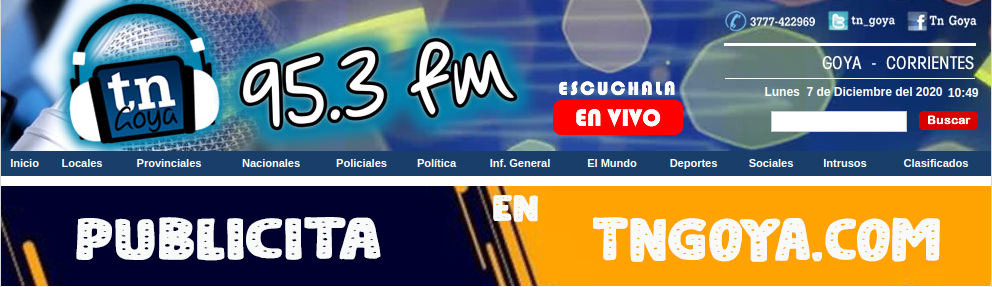 3777-422969 tn_goya Tn Goya
tn
Goya
95.3 fm
GOYA - CORRIENTES
ESCUCHALA
EN VIVO
Lunes 7 de Diciembre del 2020 10:49
Buscar
Inicio Locales Provinciales Nacionales Policiales Política Inf. General El Mundo Deportes Sociales Intrusos Clasificados
PUBLICITA EN TNGOYA.COM